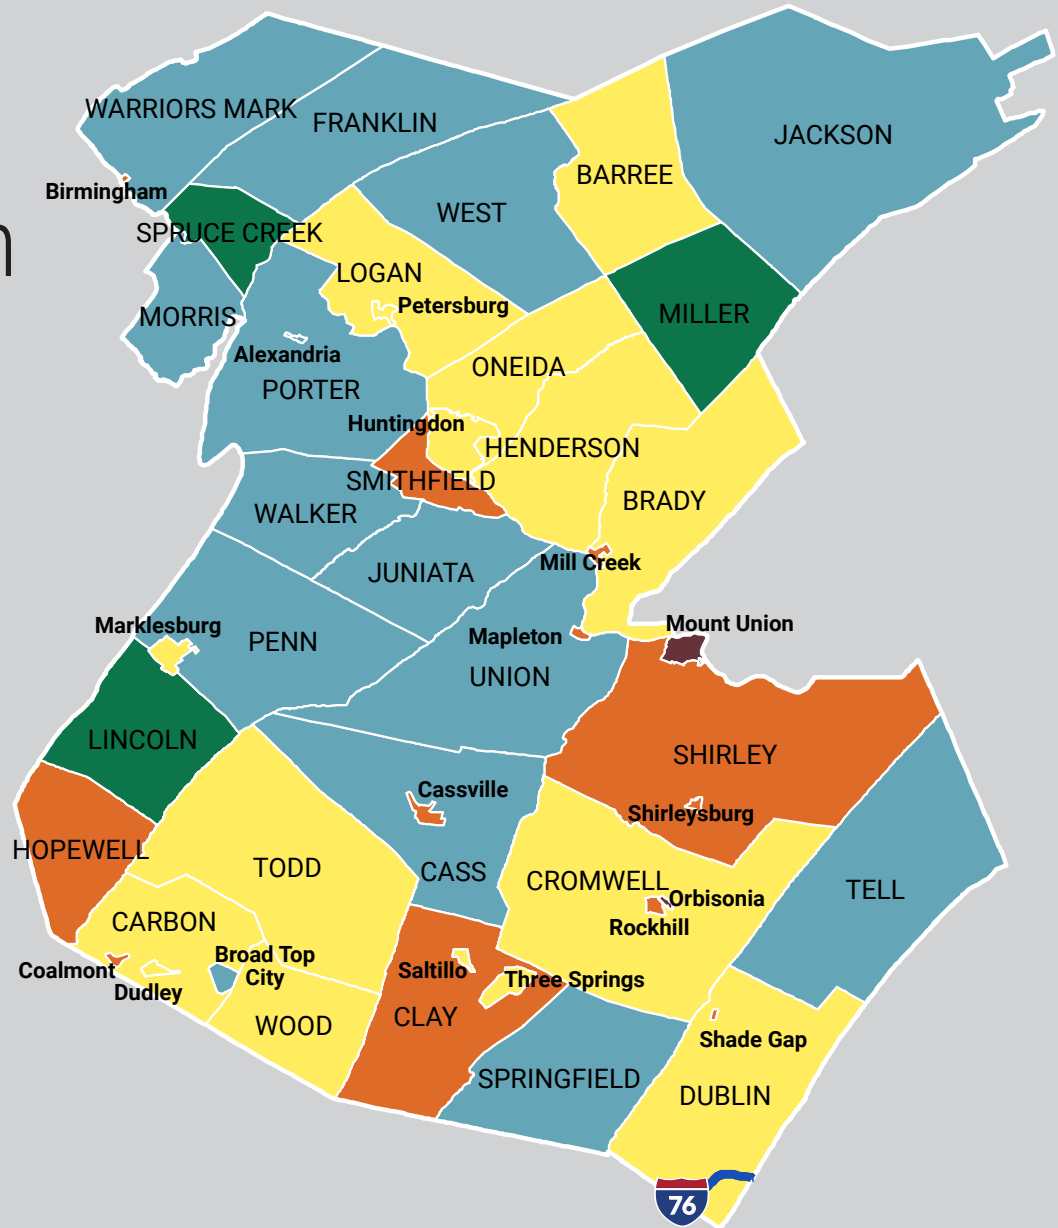 WARRIORS MARK
FRANKLIN
JACKSON
BARREE
Birmingham
WEST
n
SPRUCE CREEK
LOGAN
Petersburg
MORRIS
MILLER
Alexandria
ONEIDA
PORTER
Huntingdon
HENDERSON
SMITHFIELD
BRADY
WALKER
Mill Creek
JUNIATA
Marklesburg
Mount Union
PENN
Mapleton
UNION
LINCOLN
SHIRLEY
Cassville
Shirleysburg
HOPEWELL
TODD
CASS
CROMWELL
TELL
Orbisonia
CARBON
Rockhill
Broad Top
City
Coalmont
Saltillo
Three Springs
Dudley
CLAY
WOOD
Shade Gap
SPRINGFIELD
DUBLIN
76